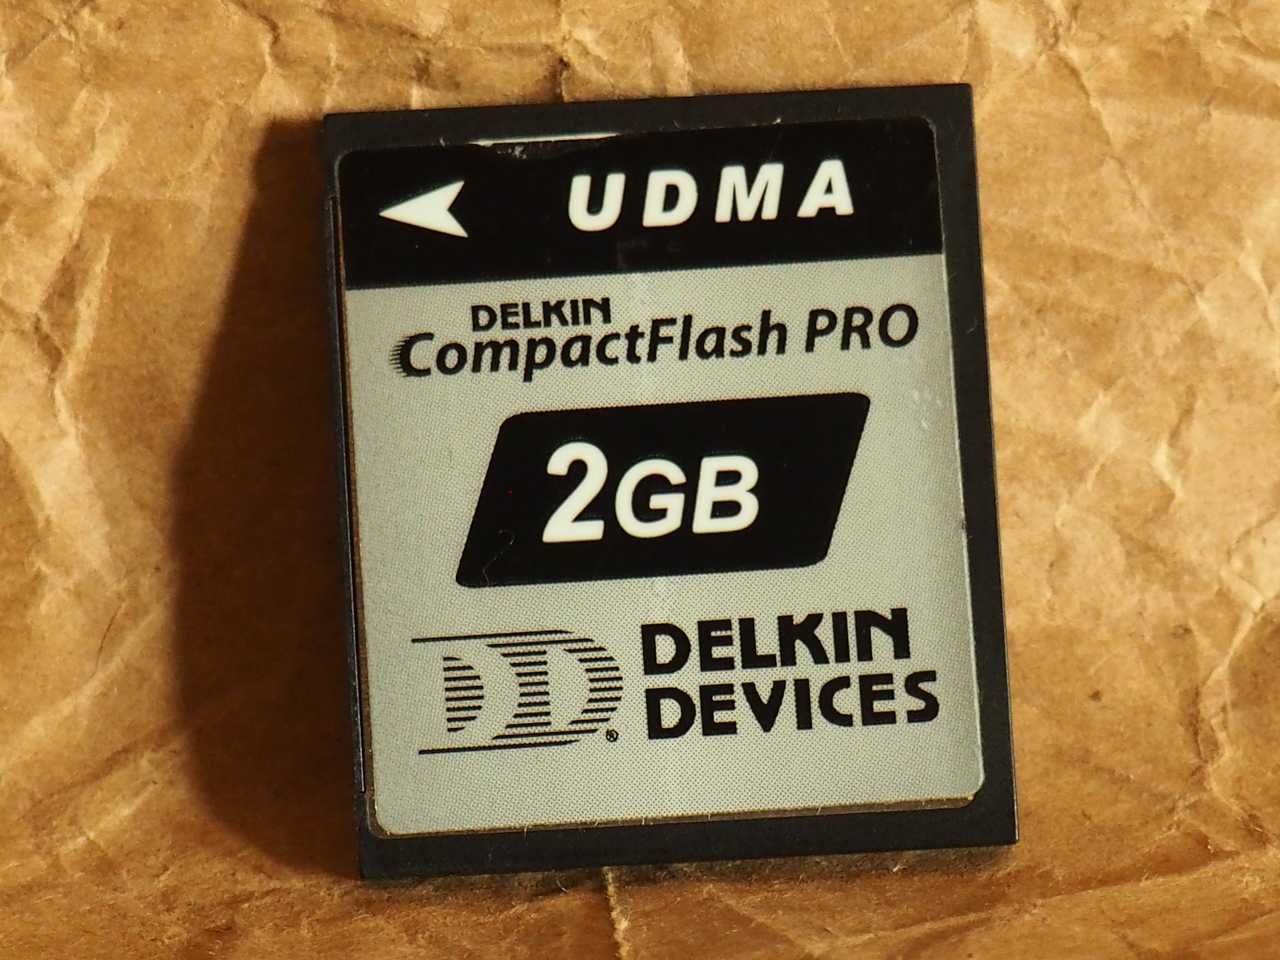 UDMA
DELKIN
CompactFlash PRO
2GB
DELKIN
DEVICES
®